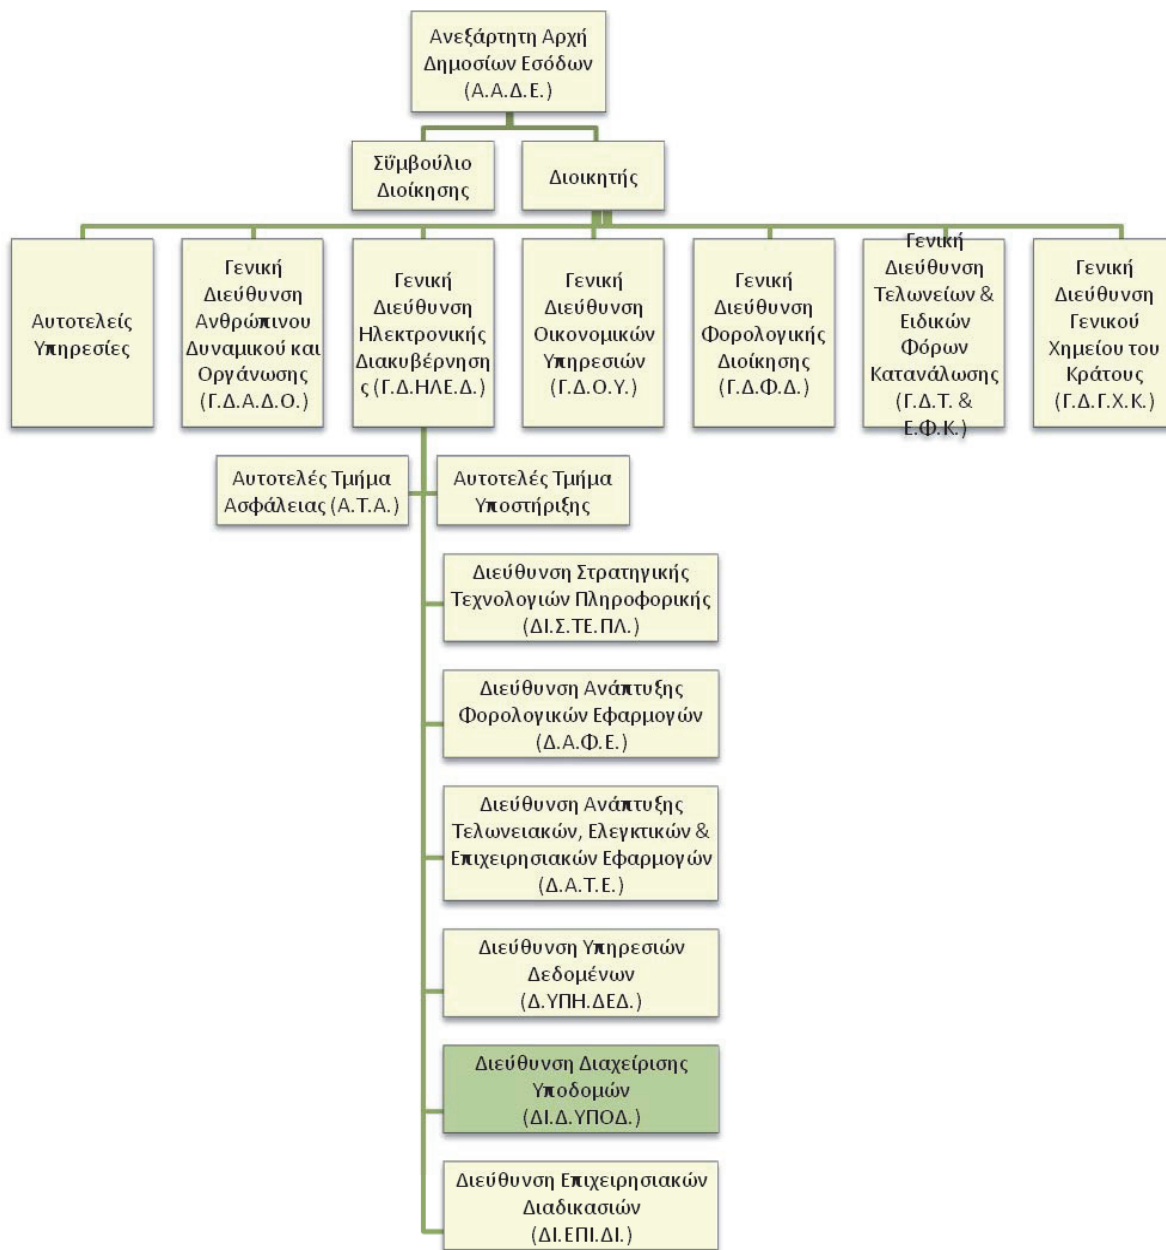 Ανεξάρτητη Αρχή
Δημοσίων Εσόδων
(Α.Α.Δ.Ε.)
Σΰμβούλιο
Διοίκησης
Διοικητής
Αυτοτελείς
Υπηρεσίες
Γενική
Διεύθυνση
Ανθρώπινου
Δυναμικού και
Οργάνωσης
(Γ.Δ.Α.Δ.Ο.)
Γενική
Διεύθυνση
Ηλεκτρονικής
Διακυβέρνηση
ς (Γ.Δ.ΗΛΕ.Δ.)
Γενική
Διεύθυνση
Οικονομικών
Υπηρεσιών
(Γ.Δ.Ο.Υ.)
Γενική
Διεύθυνση
Φορολογικής
Διοίκησης
(Γ.Δ.Φ.Δ.)
Γενική
Διεύθυνση
Τελωνείων &
Ειδικών
Φόρων
Κατανάλωσης
(Γ.Δ.Τ. &
Ε.Φ.Κ.)
Γενική
Διεύθυνση
Γενικού
Χημείου του
Κράτους
(Γ.Δ.Γ.Χ.Κ.)
Αυτοτελές Τμήμα
Ασφάλειας (Α.Τ.Α.)
Αυτοτελές Τμήμα
Υποστήριξης
Διεύθυνση Στρατηγικής
Τεχνολογιών Πληροφορικής
(ΔΙ.Σ.ΤΕ.ΠΛ.)
Διεύθυνση Ανάπτυξης
Φορολογικών Εφαρμογών
(Δ.Α.Φ.Ε.)
Διεύθυνση Ανάπτυξης
Τελωνειακών, Ελεγκτικών &
Επιχειρησιακών Εφαρμογών
(Δ.Α.Τ.Ε.)
Διεύθυνση Υπηρεσιών
Δεδομένων
(Δ.ΥΠΗ.ΔΕΔ.)
Διεύθυνση Διαχείρισης
Υποδομών
(ΔΙ.Δ.ΥΠΟΔ.)
Διεύθυνση Επιχειρησιακών
Διαδικασιών
(ΔΙ.ΕΠΙ.ΔΙ.)